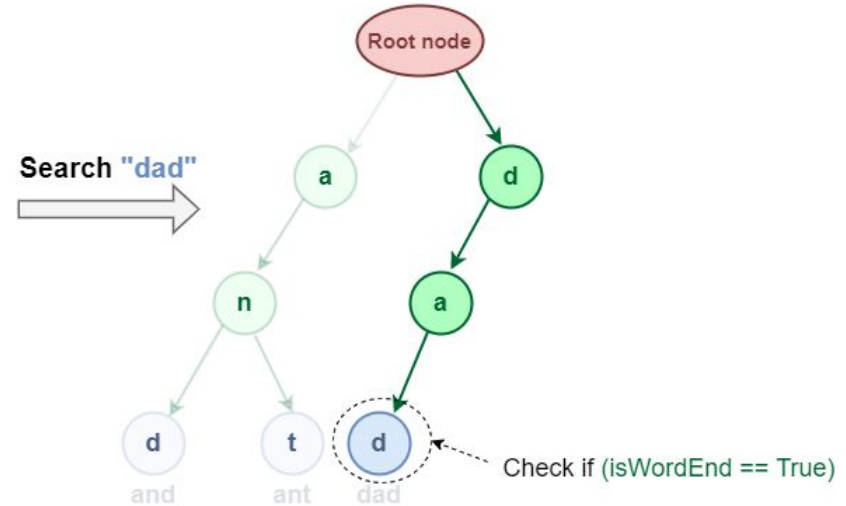 Root node
Search "dad"
a
d
n
a
d
t
d
Check if (isWordEnd == True)
and
ant
dad